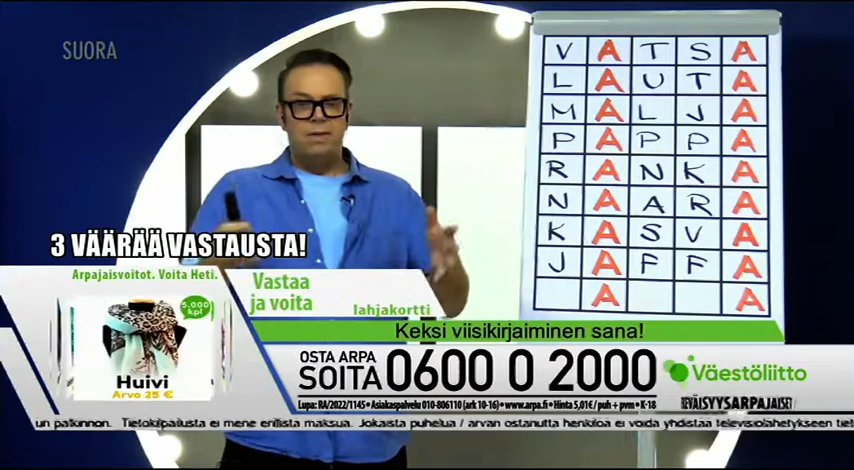 SUORA
V A T S A
L A U T A
M A L J A
P A P P A
R A N K A
N A A R A
K A S V A
J A F F A
A A
3 VÄÄRÄÄ VASTAUSTA!
Arpajaisvoitot. Voita Heti.
5.000 kpl
Huivi
Arvo 25 €
Vastaa
ja voita
lahjakortti
Keksi viisikirjaiminen sana!
OSTA ARPA
SOITA 0600 0 2000
Väestöliitto
REVÄISYYSARPAJAISET
Lupa: RA/2022/1145 • Asiakaspalvelu 010-806110 (ark 10-16) • www.arpa.fi • Hinta 5,01€ / puh + pvm • K-18
un palkinnon. Tietokilpailusta ei mene erillistä maksua. Jokaista puhelua / arvan ostanutta henkilöä ei voida yhdistää televisiolähetykseen. Tietok